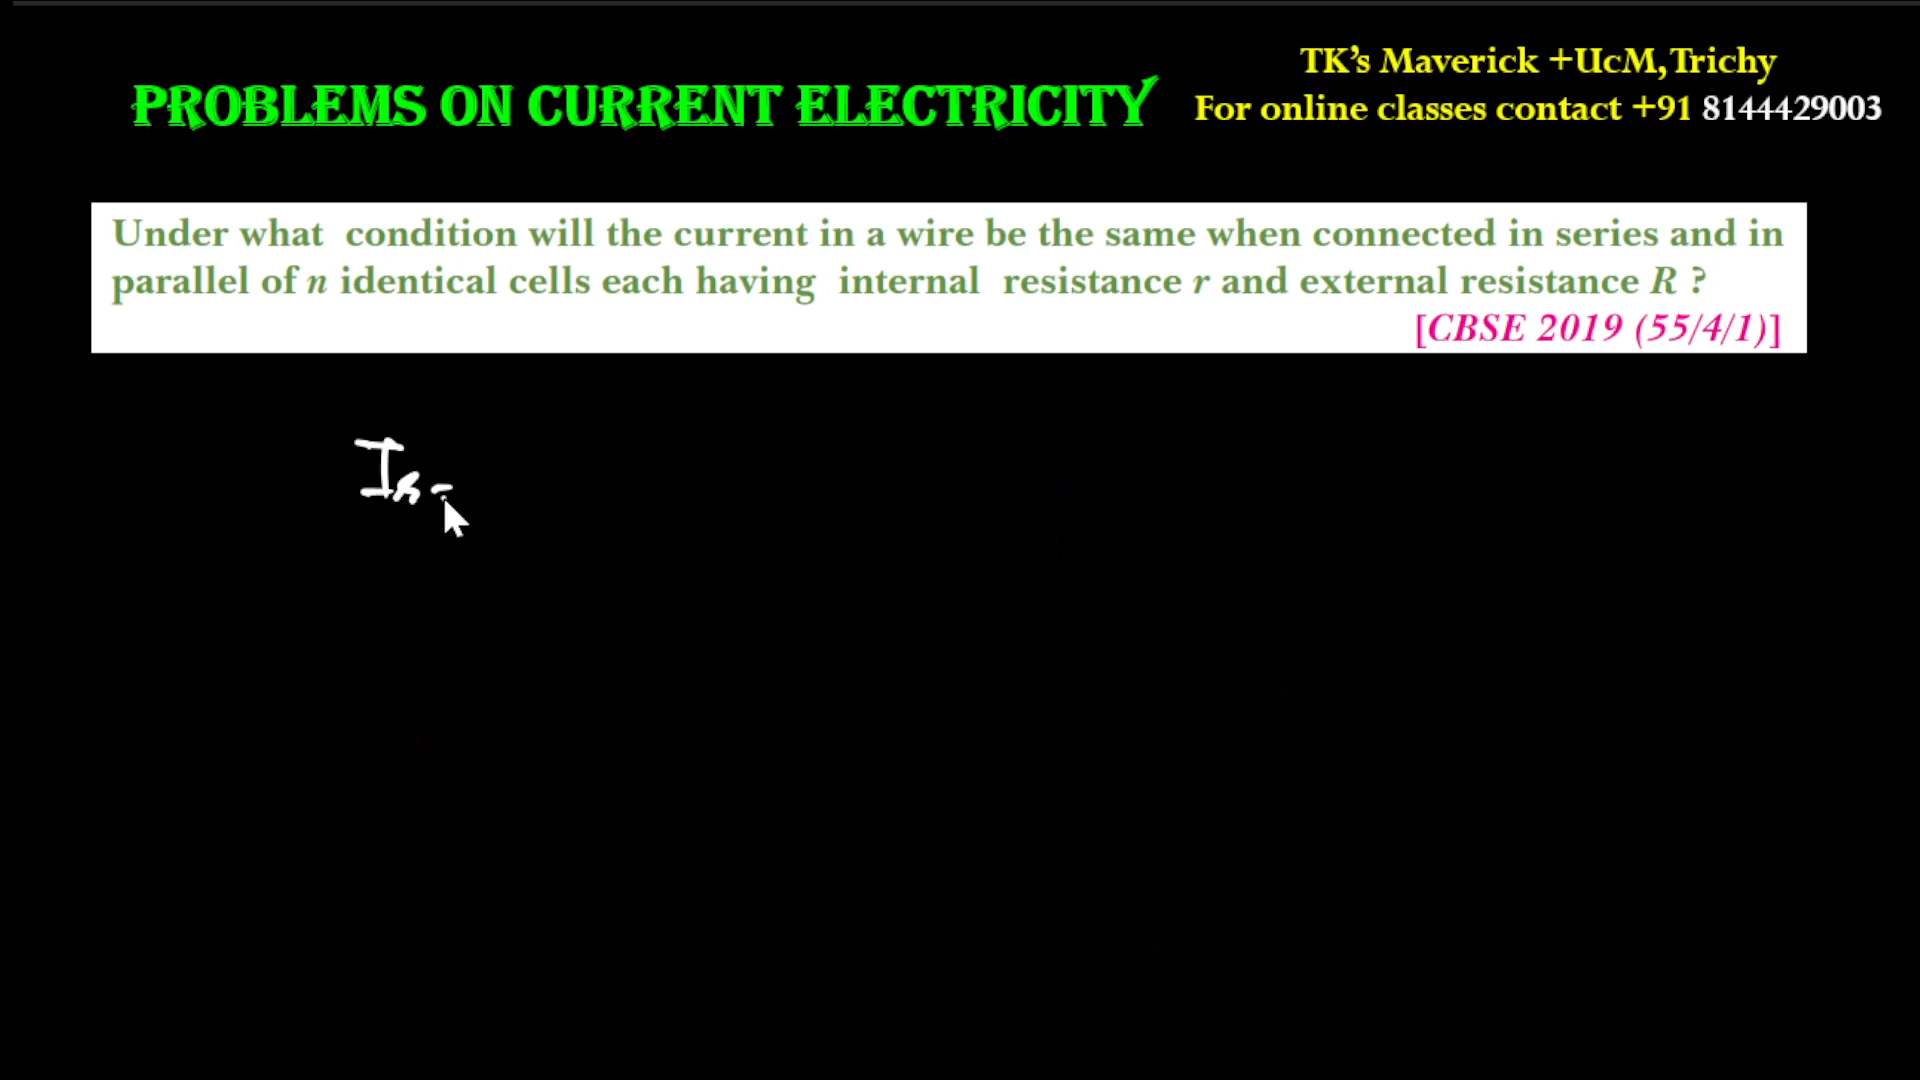 TK’s Maverick +UcM,Trichy
PROBLEMS ON CURRENT ELECTRICITY
For online classes contact +91 8144429003
Under what condition will the current in a wire be the same when connected in series and in
parallel of n identical cells each having internal resistance r and external resistance R ?
[CBSE 2019 (55/4/1)]
Is =